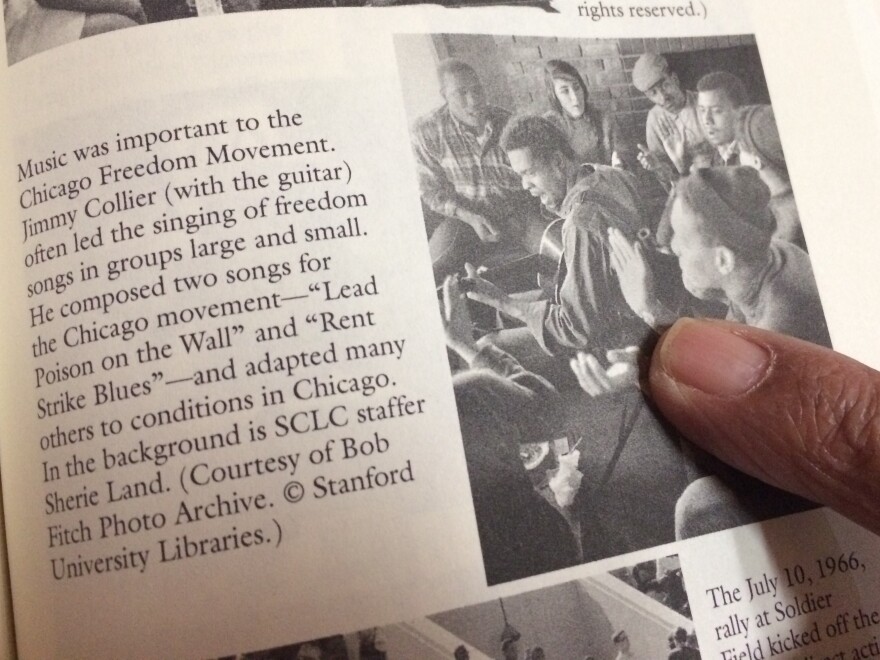 rights reserved.)
Music was important to the
Chicago Freedom Movement.
Jimmy Collier (with the guitar)
often led the singing of freedom
songs in groups large and small.
He composed two songs for
the Chicago movement—“Lead
Poison on the Wall” and “Rent
Strike Blues”—and adapted many
others to conditions in Chicago.
In the background is SCLC staffer
Sherie Land. (Courtesy of Bob
Fitch Photo Archive. © Stanford
University Libraries.)
The July 10, 1966,
rally at Soldier
Field kicked off the